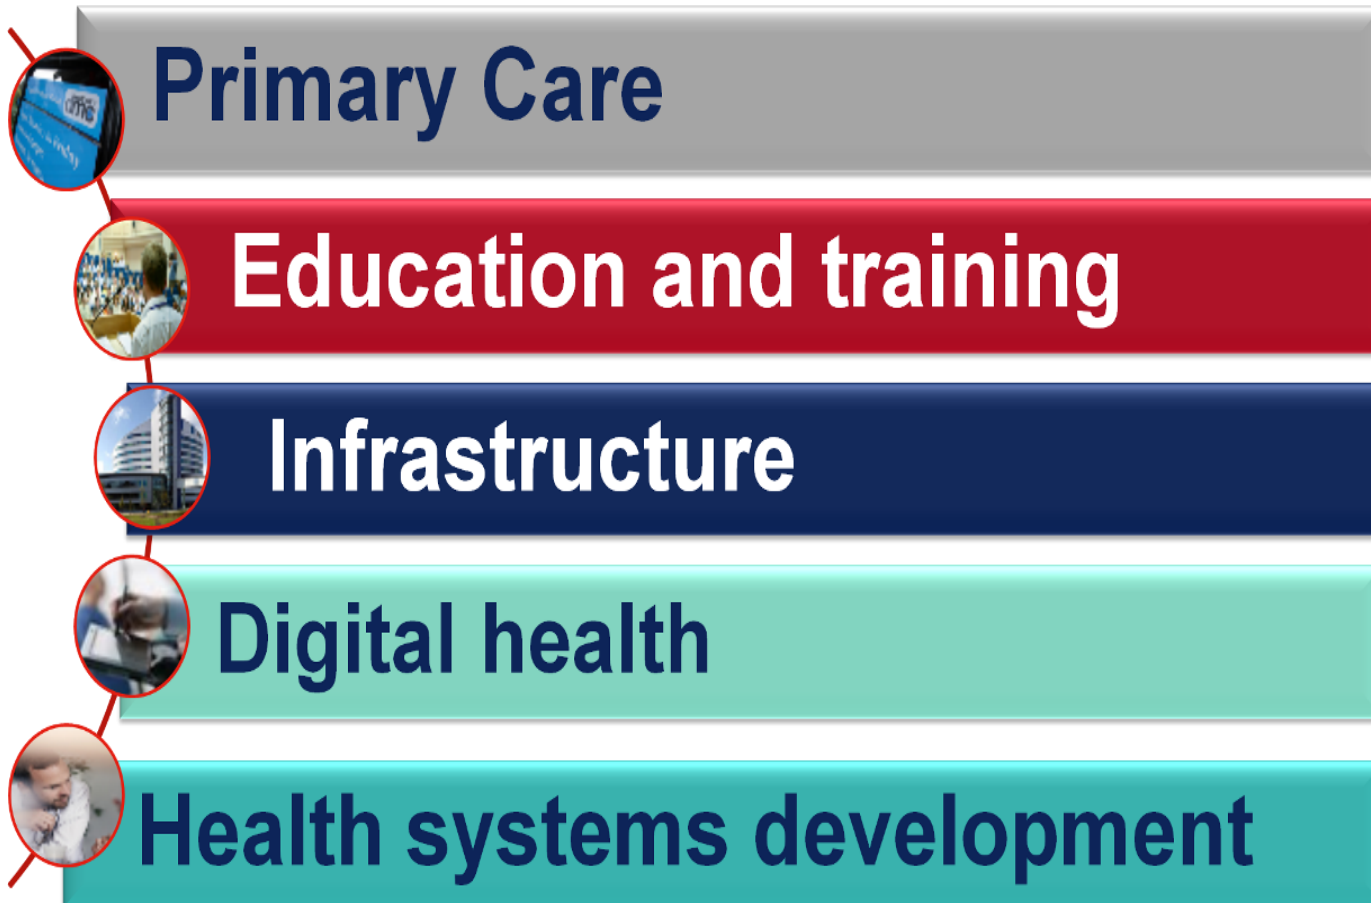 Primary Care
Education and training
Infrastructure
Digital health
Health systems development